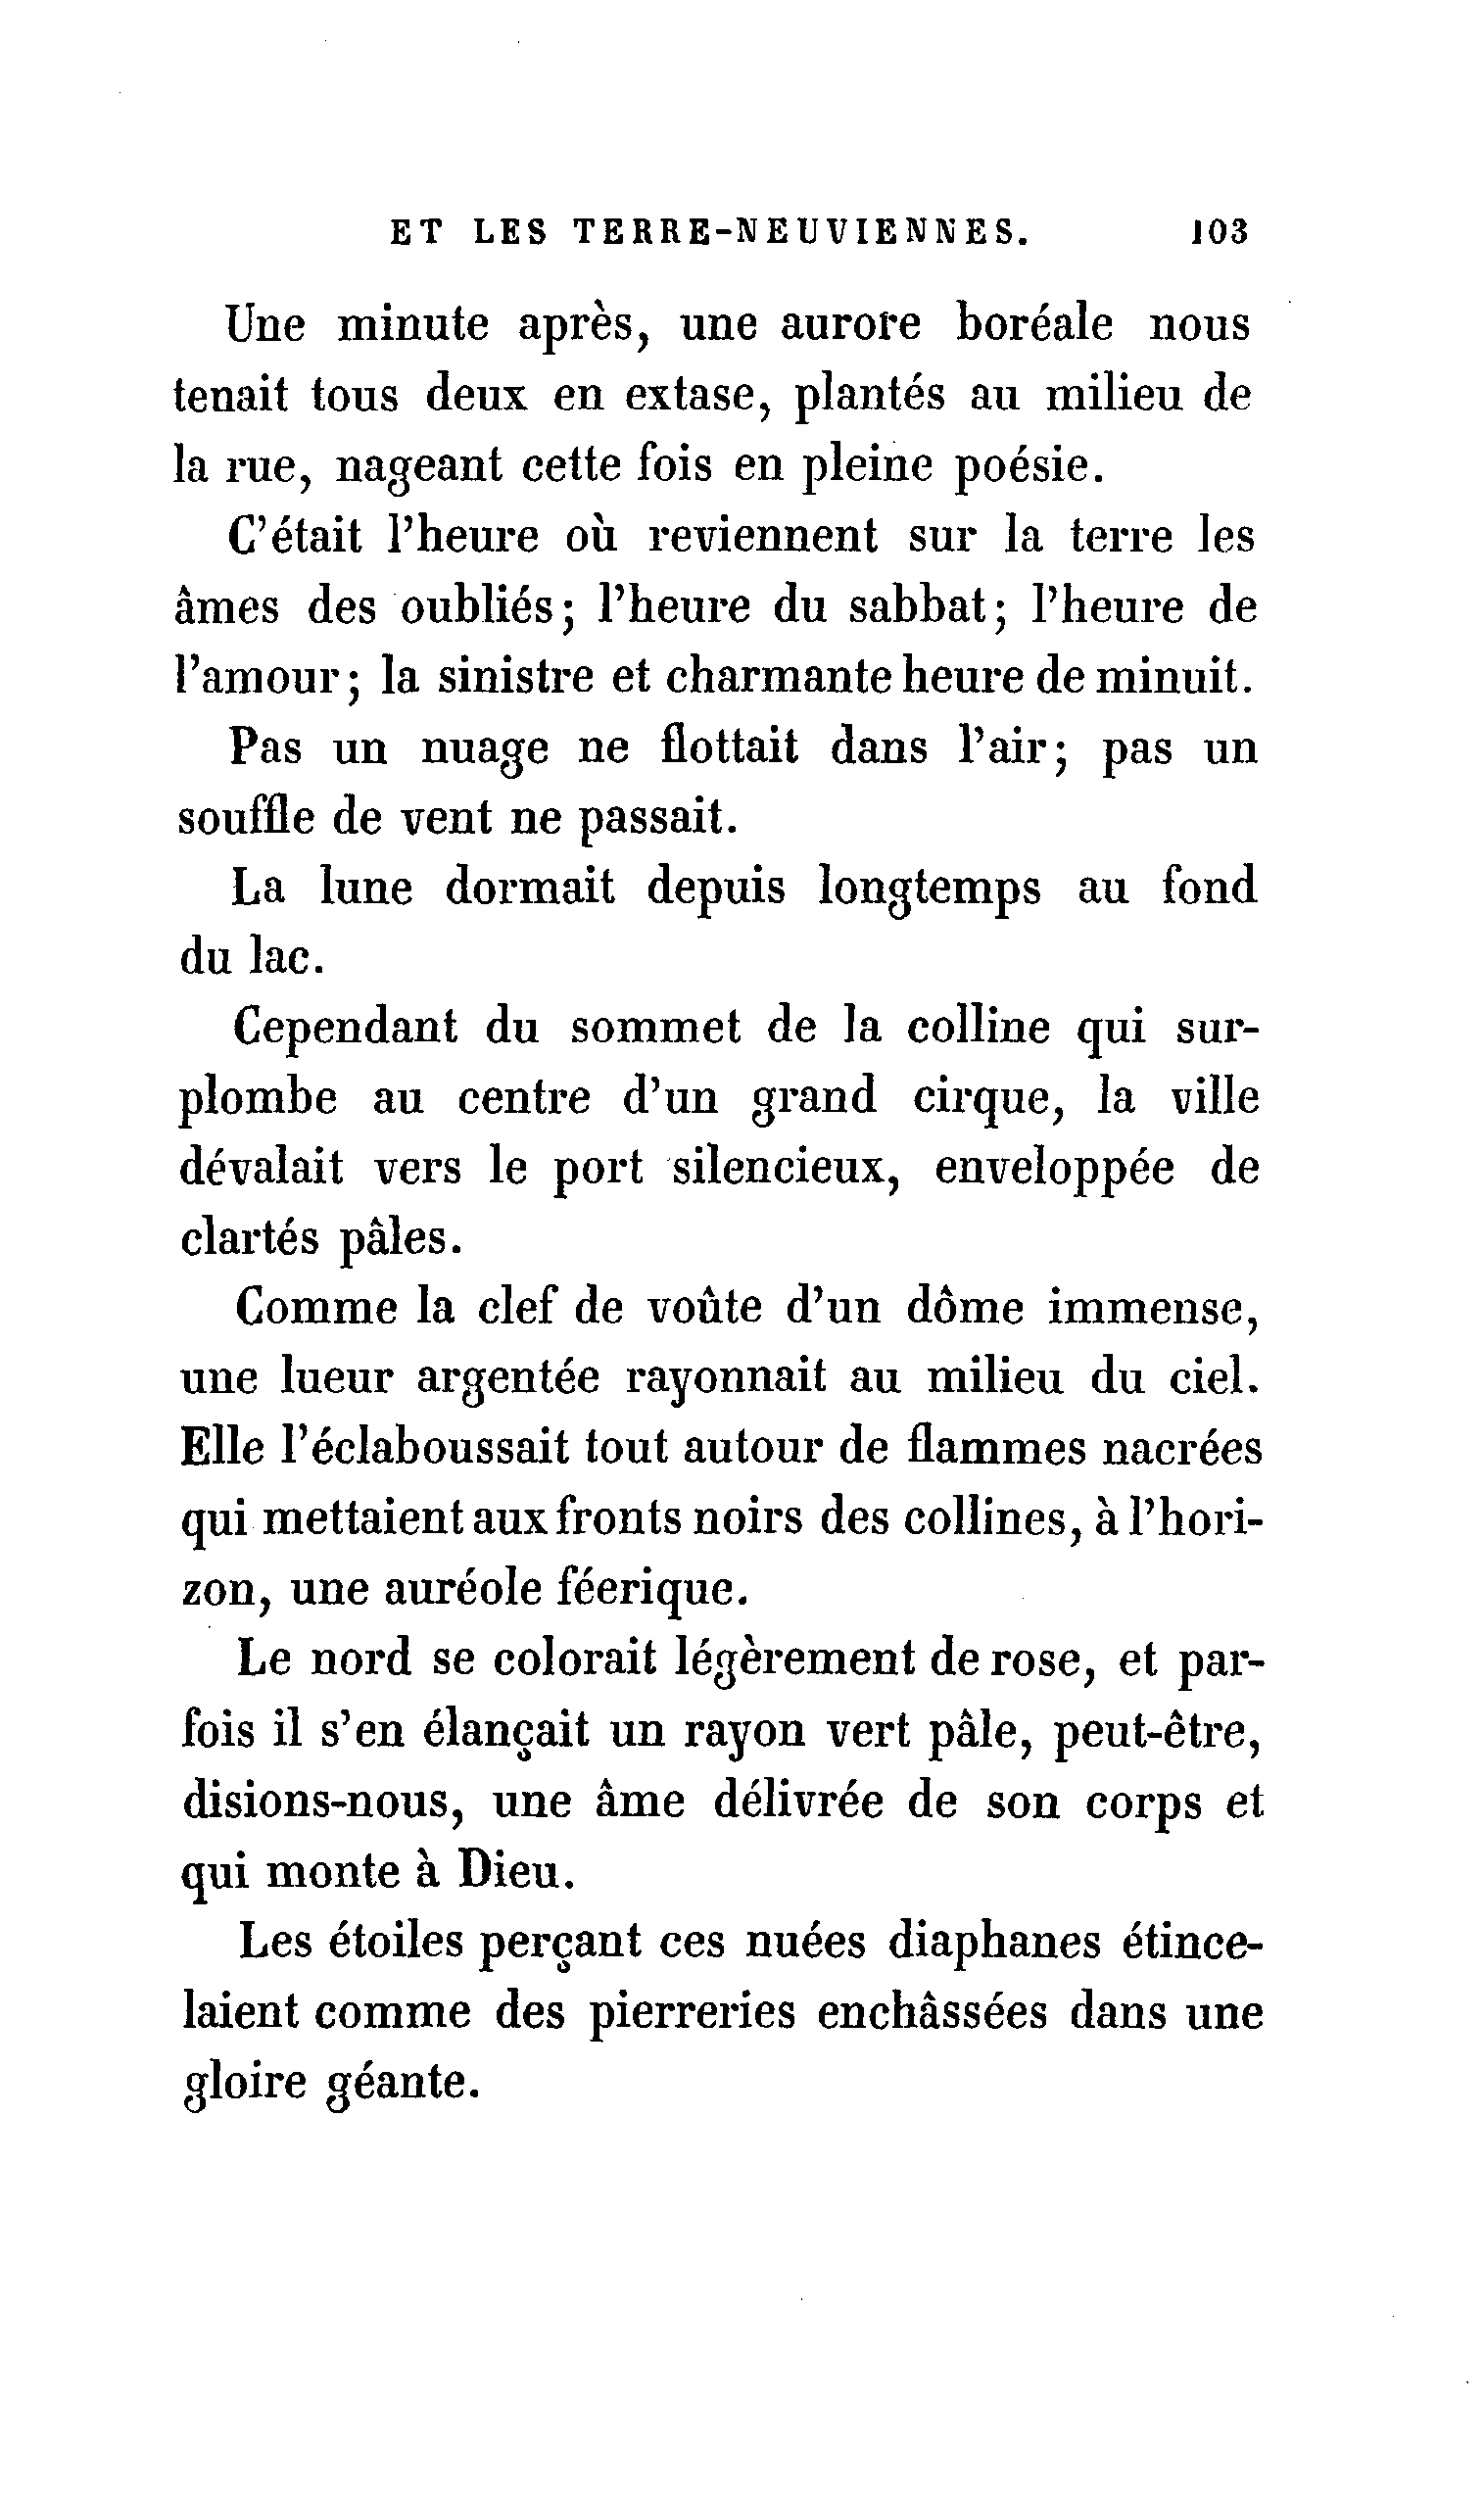 ET LES TERRE-NEUVIENNES. 103
Une minute après, une aurore boréale nous
tenait tous deux en extase, plantés au milieu de
la rue, nageant cette fois en pleine poésie.
C'était l'heure où reviennent sur la terre les
âmes des oubliés; l'heure du sabbat; l'heure de
l'amour; la sinistre et charmante heure de minuit.
Pas un nuage ne flottait dans l'air; pas un
souffle de vent ne passait.
La lune dormait depuis longtemps au fond
du lac.
Cependant du sommet de la colline qui sur-
plombe au centre d'un grand cirque, la ville
dévalait vers le port silencieux, enveloppée de
clartés pâles.
Comme la clef de voûte d'un dôme immense,
une lueur argentée rayonnait au milieu du ciel.
Elle l'éclaboussait tout autour de flammes nacrées
qui mettaient aux fronts noirs des collines, à l'hori-
zon, une auréole féerique.
Le nord se colorait légèrement de rose, et par-
fois il s'en élançait un rayon vert pâle, peut-être,
disions-nous, une âme délivrée de son corps et
qui monte à Dieu.
Les étoiles perçant ces nuées diaphanes étince-
laient comme des pierreries enchâssées dans une
gloire géante.